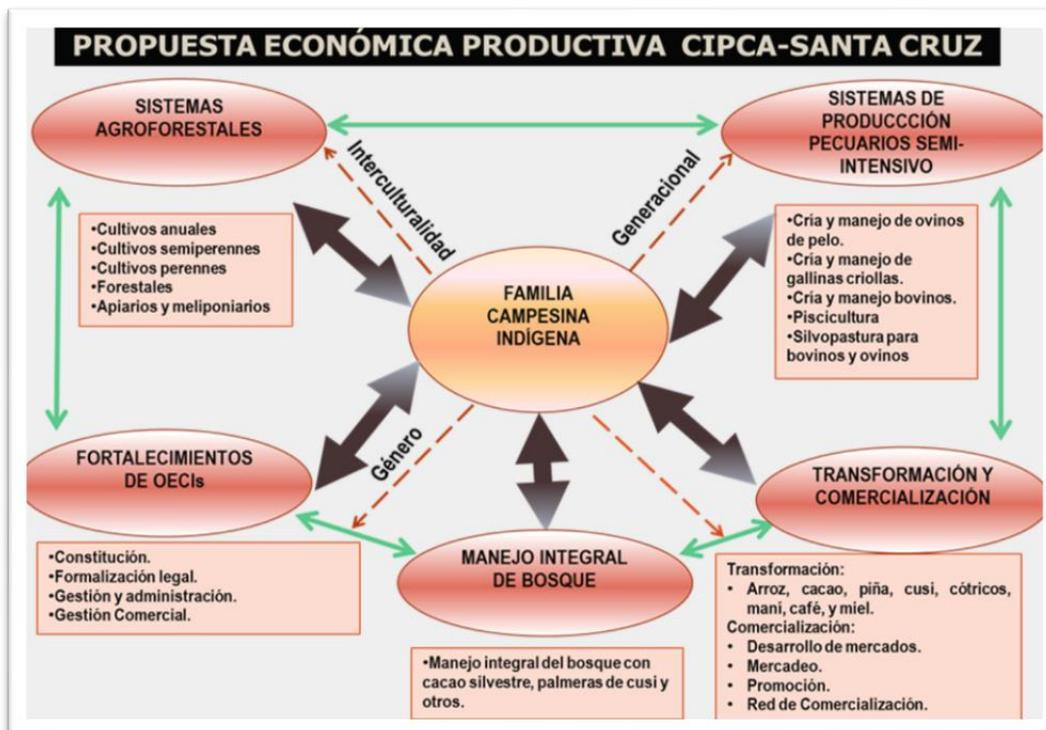 PROPUESTA ECONÓMICA PRODUCTIVA CIPCA-SANTA CRUZ
SISTEMAS
AGROFORESTALES
SISTEMAS DE
PRODUCCCIÓN
PECUARIOS SEMI-
INTENSIVO
Interculturalidad
Generacional
•Cultivos anuales
•Cultivos semiperennes
•Cultivos perennes
•Forestales
•Apiarios y meliponiarios
•Cria y manejo de ovinos
de pelo.
•Cría y manejo de
gallinas criollas.
•Cría y manejo bovinos.
•Piscicultura
•Silvopastura para
bovinos y ovinos
FAMILIA
CAMPESINA
INDÍGENA
Género
FORTALECIMIENTOS
DE OECIs
TRANSFORMACIÓN Y
COMERCIALIZACIÓN
MANEJO INTEGRAL
DE BOSQUE
•Constitución.
•Formalización legal.
•Gestión y administración.
•Gestión Comercial.
•Manejo integral del bosque con
cacao silvestre, palmeras de cusi y
otros.
Transformación:
• Arroz, cacao, piña, cusi, cótricos,
maní, café, y miel.
Comercialización:
• Desarrollo de mercados.
• Mercadeo.
• Promoción.
• Red de Comercialización.